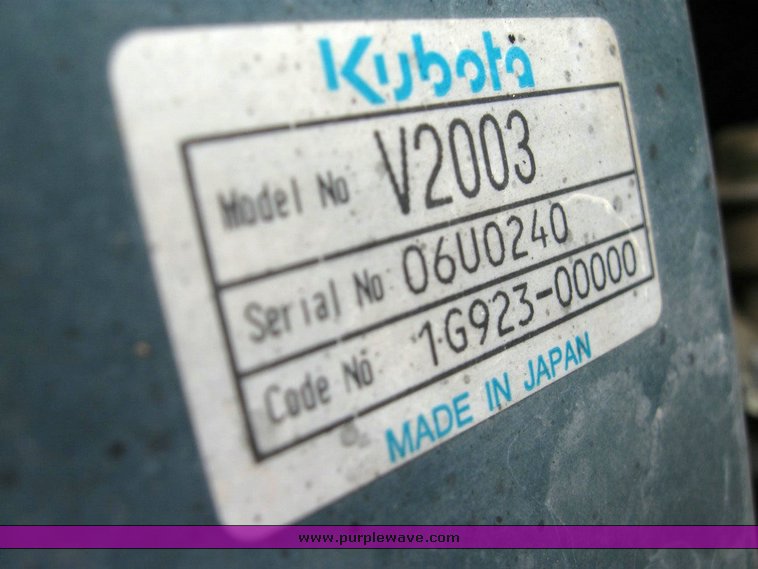 Kubota
Model No V2003
Serial No 06U0240
Code No 1G923-00000
MADE IN JAPAN
www.purplewave.com